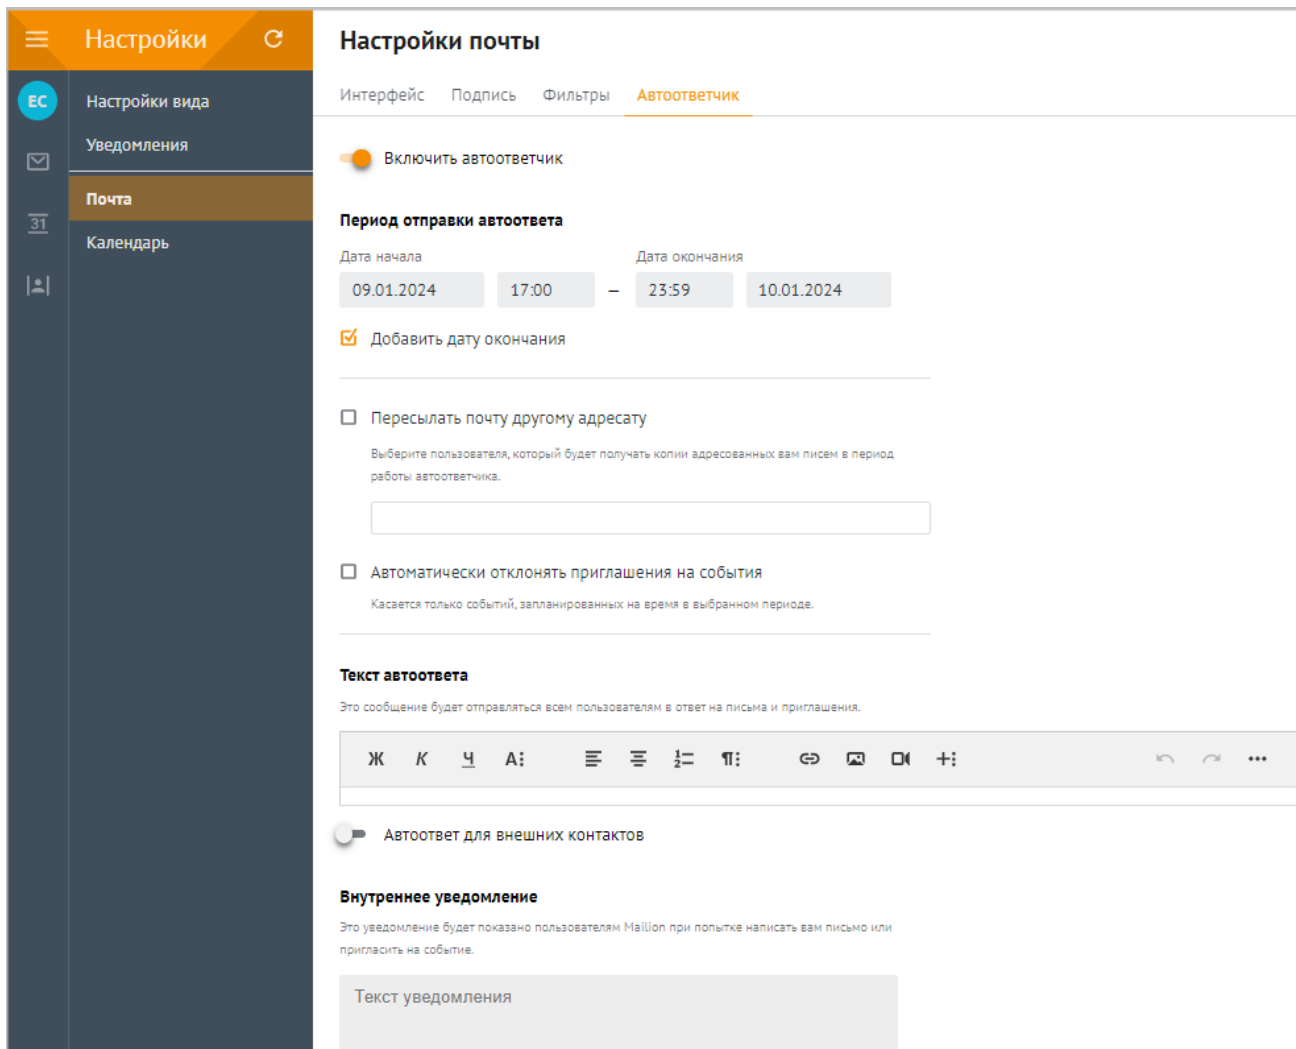 Настройки
Настройки почты
ЕС
Настройки вида
Уведомления
Почта
31
Календарь
Интерфейс Подпись Фильтры Автоответчик
Включить автоответчик
Период отправки автоответа
Дата начала Дата окончания
09.01.2024 17:00 – 23:59 10.01.2024
Добавить дату окончания
Пересылать почту другому адресату
Выберите пользователя, который будет получать копии адресованных вам писем в период
работы автоответчика.
Автоматически отклонять приглашения на события
Касается только событий, запланированных на время в выбранном периоде.
Текст автоответа
Это сообщение будет отправляться всем пользователям в ответ на письма и приглашения.
Ж К Ч А
Автоответ для внешних контактов
Внутреннее уведомление
Это уведомление будет показано пользователям Mailion при попытке написать вам письмо или
пригласить на событие.
Текст уведомления